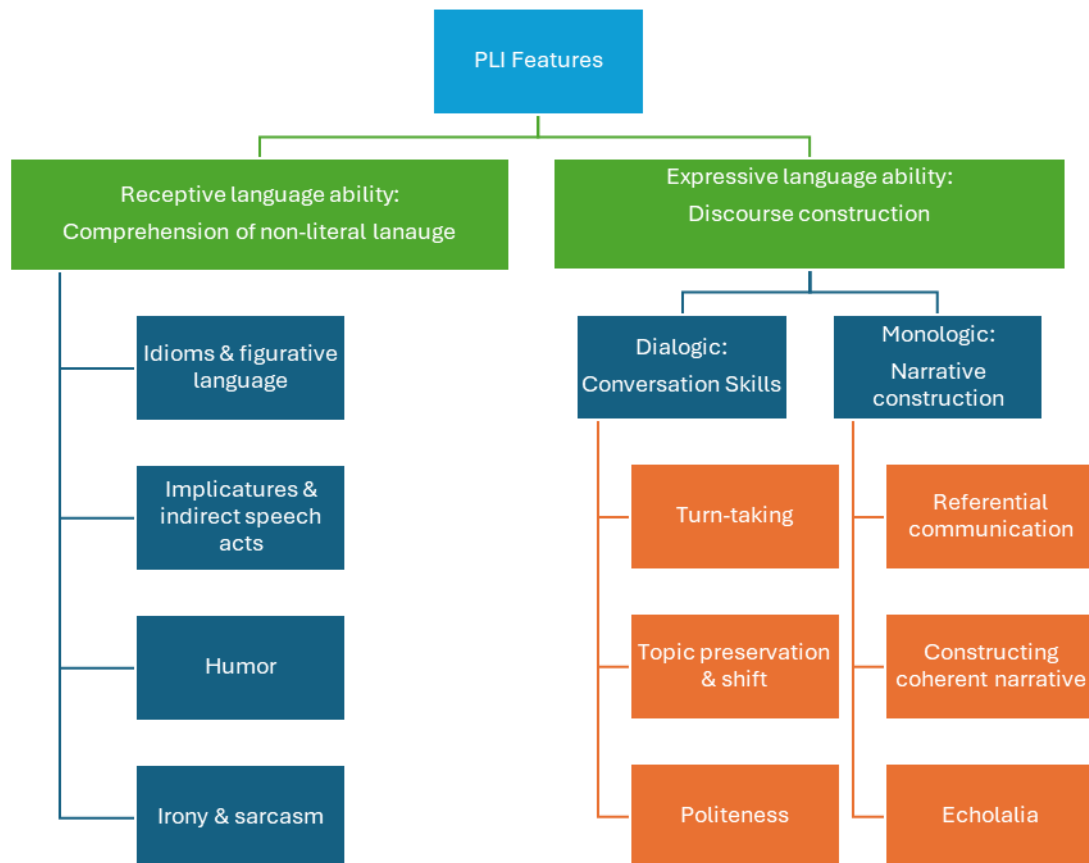 PLI Features
Receptive language ability:
Comprehension of non-literal lanauge
Expressive language ability:
Discourse construction
Idioms & figurative
language
Implicatures &
indirect speech
acts
Humor
Irony & sarcasm
Dialogic:
Conversation Skills
Monologic:
Narrative
construction
Turn-taking
Topic preservation
& shift
Politeness
Referential
communication
Constructing
coherent narrative
Echolalia